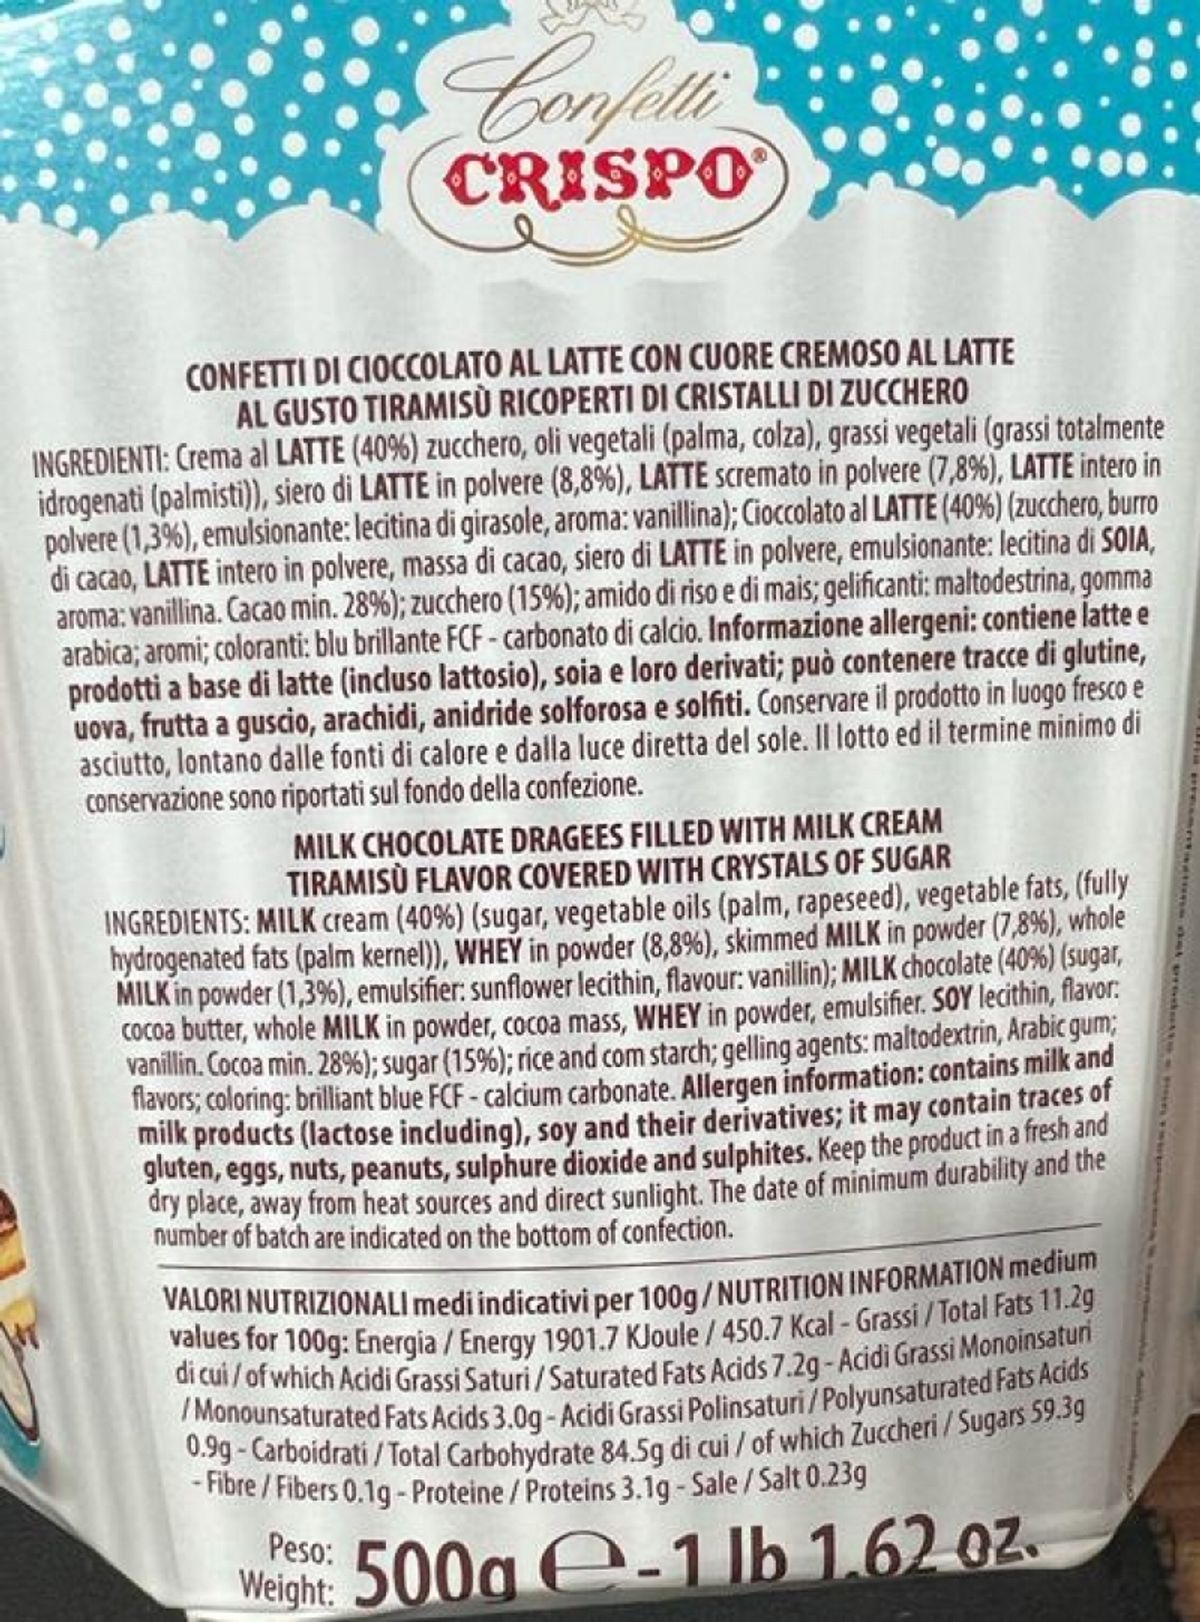 Confetti
CRISPO®
CONFETTI DI CIOCCOLATO AL LATTE CON CUORE CREMOSO AL LATTE
AL GUSTO TIRAMISÙ RICOPERTI DI CRISTALLI DI ZUCCHERO
INGREDIENTI: Crema al LATTE (40%) zucchero, oli vegetali (palma, colza), grassi vegetali (grassi totalmente
idrogenati (palmisti)), siero di LATTE in polvere (8,8%), LATTE scremato in polvere (7,8%), LATTE intero in
polvere (1,3%), emulsionante: lecitina di girasole, aroma: vanillina); Cioccolato al LATTE (40%) (zucchero, burro
di cacao, LATTE intero in polvere, massa di cacao, siero di LATTE in polvere, emulsionante: lecitina di SOIA,
aroma: vanillina. Cacao min. 28%); zucchero (15%); amido di riso e di mais; gelificanti: maltodestrina, gomma
arabica; aromi; coloranti: blu brillante FCF - carbonato di calcio. Informazione allergeni: contiene latte e
prodotti a base di latte (incluso lattosio), soia e loro derivati; può contenere tracce di glutine,
uova, frutta a guscio, arachidi, anidride solforosa e solfiti. Conservare il prodotto in luogo fresco e
asciutto, lontano dalle fonti di calore e dalla luce diretta del sole. Il lotto ed il termine minimo di
conservazione sono riportati sul fondo della confezione.
MILK CHOCOLATE DRAGEES FILLED WITH MILK CREAM
TIRAMISÙ FLAVOR COVERED WITH CRYSTALS OF SUGAR
INGREDIENTS: MILK cream (40%) (sugar, vegetable oils (palm, rapeseed), vegetable fats, (fully
hydrogenated fats (palm kernel)), WHEY in powder (8,8%), skimmed MILK in powder (7,8%), whole
MILK in powder (1,3%), emulsifier: sunflower lecithin, flavour: vanillin); MILK chocolate (40%) (sugar,
cocoa butter, whole MILK in powder, cocoa mass, WHEY in powder, emulsifier. SOY lecithin, flavor:
vanillin. Cocoa min. 28%); sugar (15%); rice and com starch; gelling agents: maltodextrin, Arabic gum;
flavors; coloring: brilliant blue FCF - calcium carbonate. Allergen information: contains milk and
milk products (lactose including), soy and their derivatives; it may contain traces of
gluten, eggs, nuts, peanuts, sulphure dioxide and sulphites. Keep the product in a fresh and
dry place, away from heat sources and direct sunlight. The date of minimum durability and the
number of batch are indicated on the bottom of confection.
VALORI NUTRIZIONALI medi indicativi per 100g / NUTRITION INFORMATION medium
values for 100g: Energia / Energy 1901.7 KJoule / 450.7 Kcal - Grassi / Total Fats 11.2g
di cui / of which Acidi Grassi Saturi / Saturated Fats Acids 7.2g - Acidi Grassi Monoinsaturi
/ Monounsaturated Fats Acids 3.0g - Acidi Grassi Polinsaturi / Polyunsaturated Fats Acids
0.9g - Carboidrati / Total Carbohydrate 84.5g di cui / of which Zuccheri / Sugars 59.3g
- Fibre / Fibers 0.1g - Proteine / Proteins 3.1g - Sale / Salt 0.23g
Peso:
Weight: 500g e - 1 lb 1.62 oz.